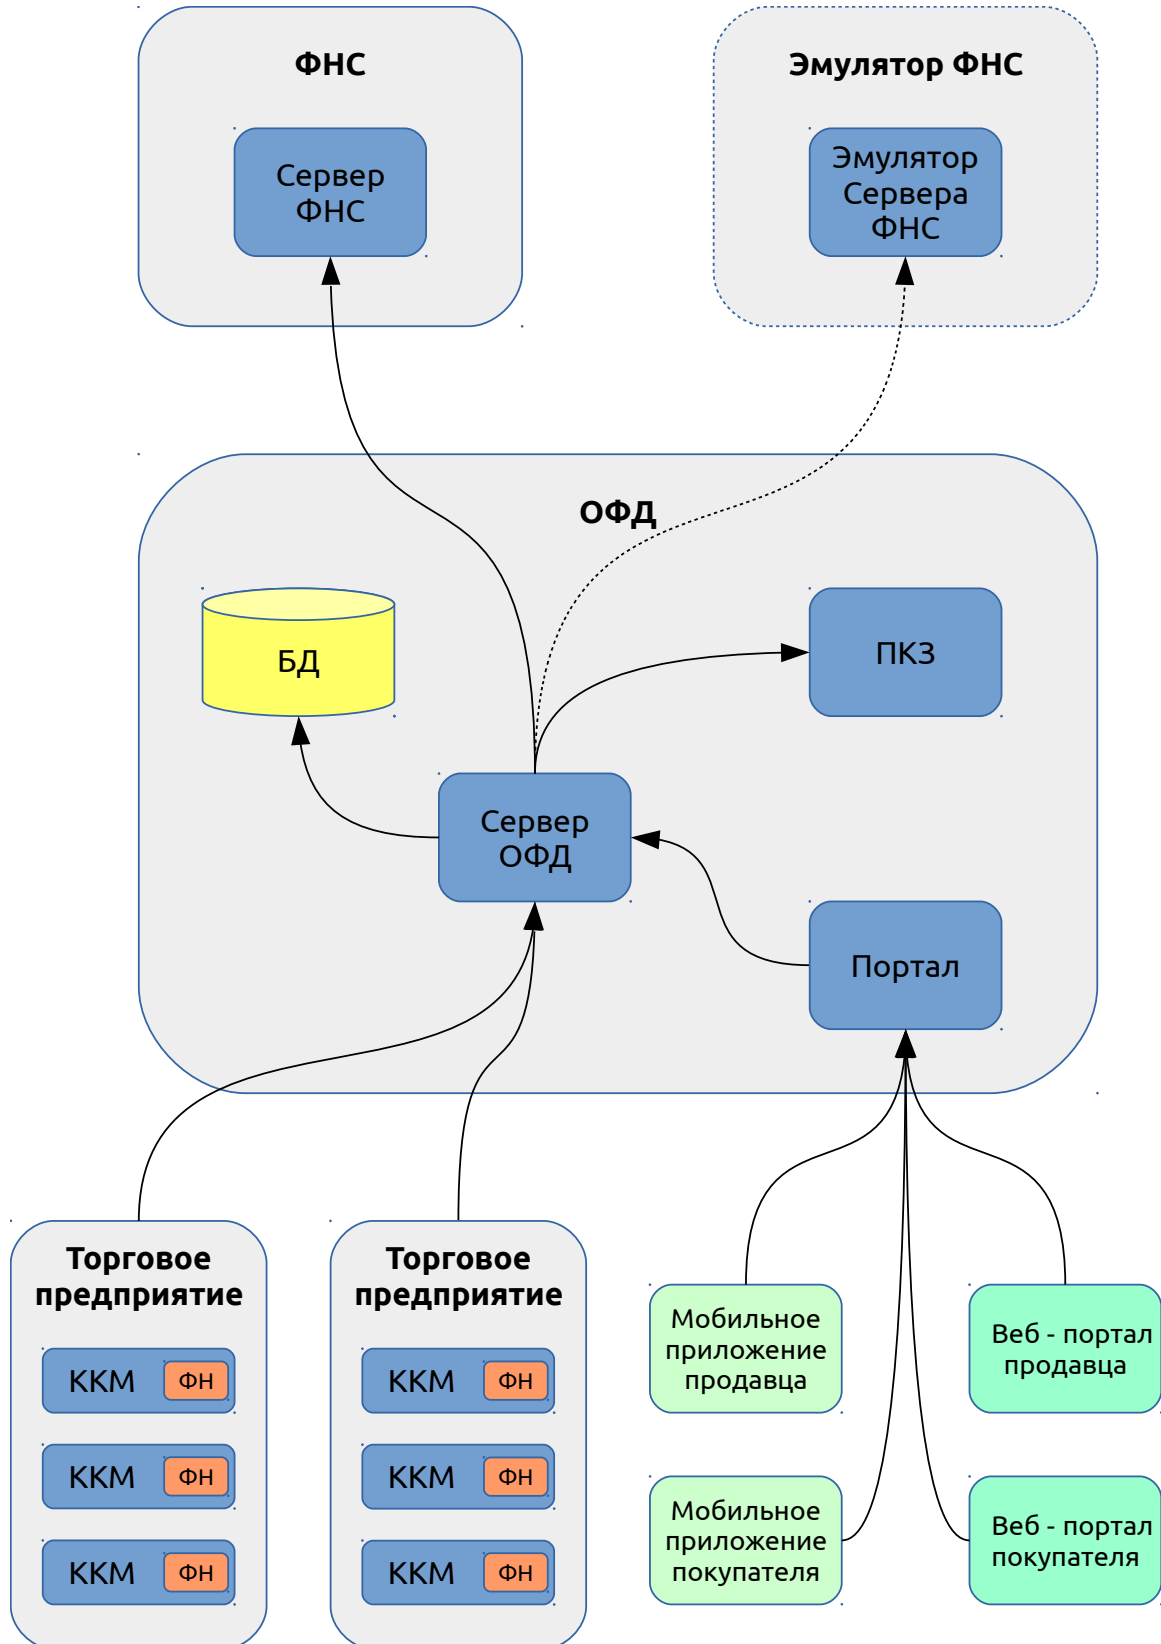 ФНС
Сервер
ФНС
Эмулятор ФНС
Эмулятор
Сервера
ФНС
ОФД
БД
ПКЗ
Сервер
ОФД
Портал
Торговое
предприятие
ККМ ФН
ККМ ФН
ККМ ФН
Торговое
предприятие
ККМ ФН
ККМ ФН
ККМ ФН
Мобильное
приложение
продавца
Веб - портал
продавца
Мобильное
приложение
покупателя
Веб - портал
покупателя